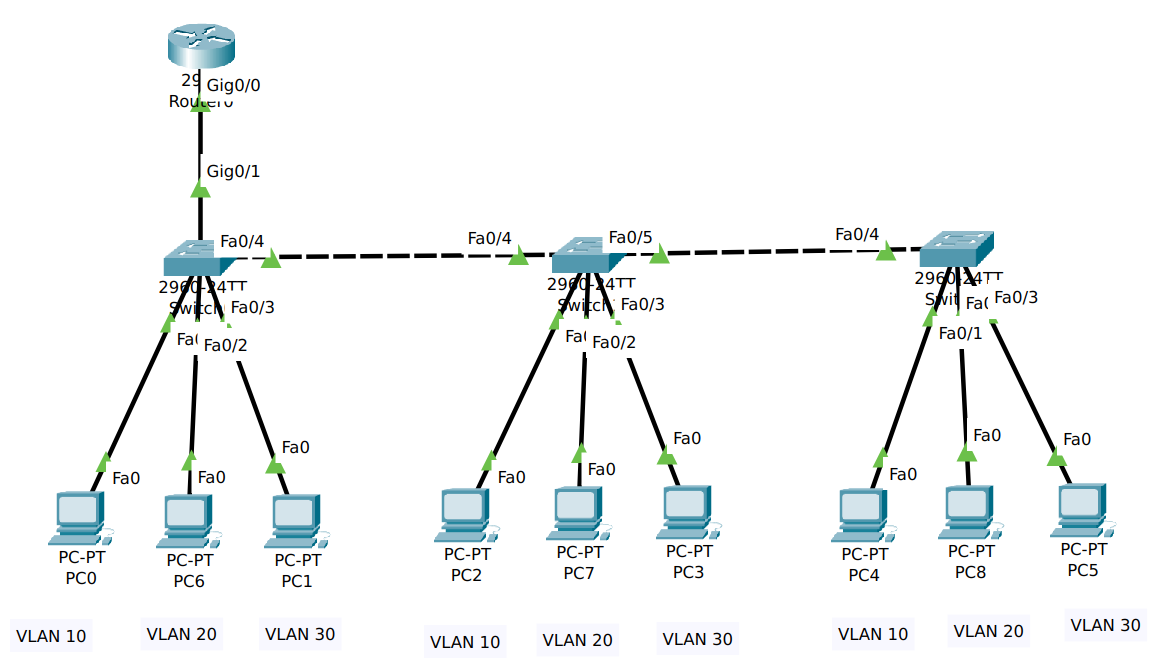 Gig0/0
Gig0/1
Fa0/4
Fa0/4
Fa0/5
Fa0/4
2960-24TT
2960-24TT
2960-24TT
Fa0/3
Fa0/3
Fa0/3
Fa0/2
Fa0/2
Fa0/1
Fa0
Fa0
Fa0
Fa0
Fa0
Fa0
Fa0
Fa0
Fa0
PC-PT
PC0
PC-PT
PC6
PC-PT
PC1
PC-PT
PC2
PC-PT
PC7
PC-PT
PC3
PC-PT
PC4
PC-PT
PC8
PC-PT
PC5
VLAN 10
VLAN 20
VLAN 30
VLAN 10
VLAN 20
VLAN 30
VLAN 10
VLAN 20
VLAN 30